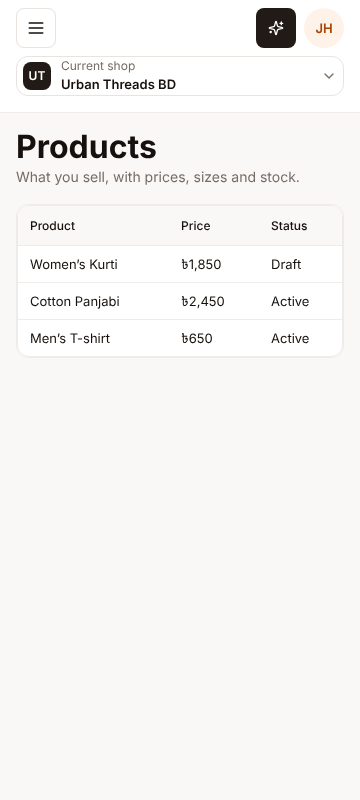 JH
UT
Current shop
Urban Threads BD
Products
What you sell, with prices, sizes and stock.
Product Price Status
Women’s Kurti ৳1,850 Draft
Cotton Panjabi ৳2,450 Active
Men’s T-shirt ৳650 Active